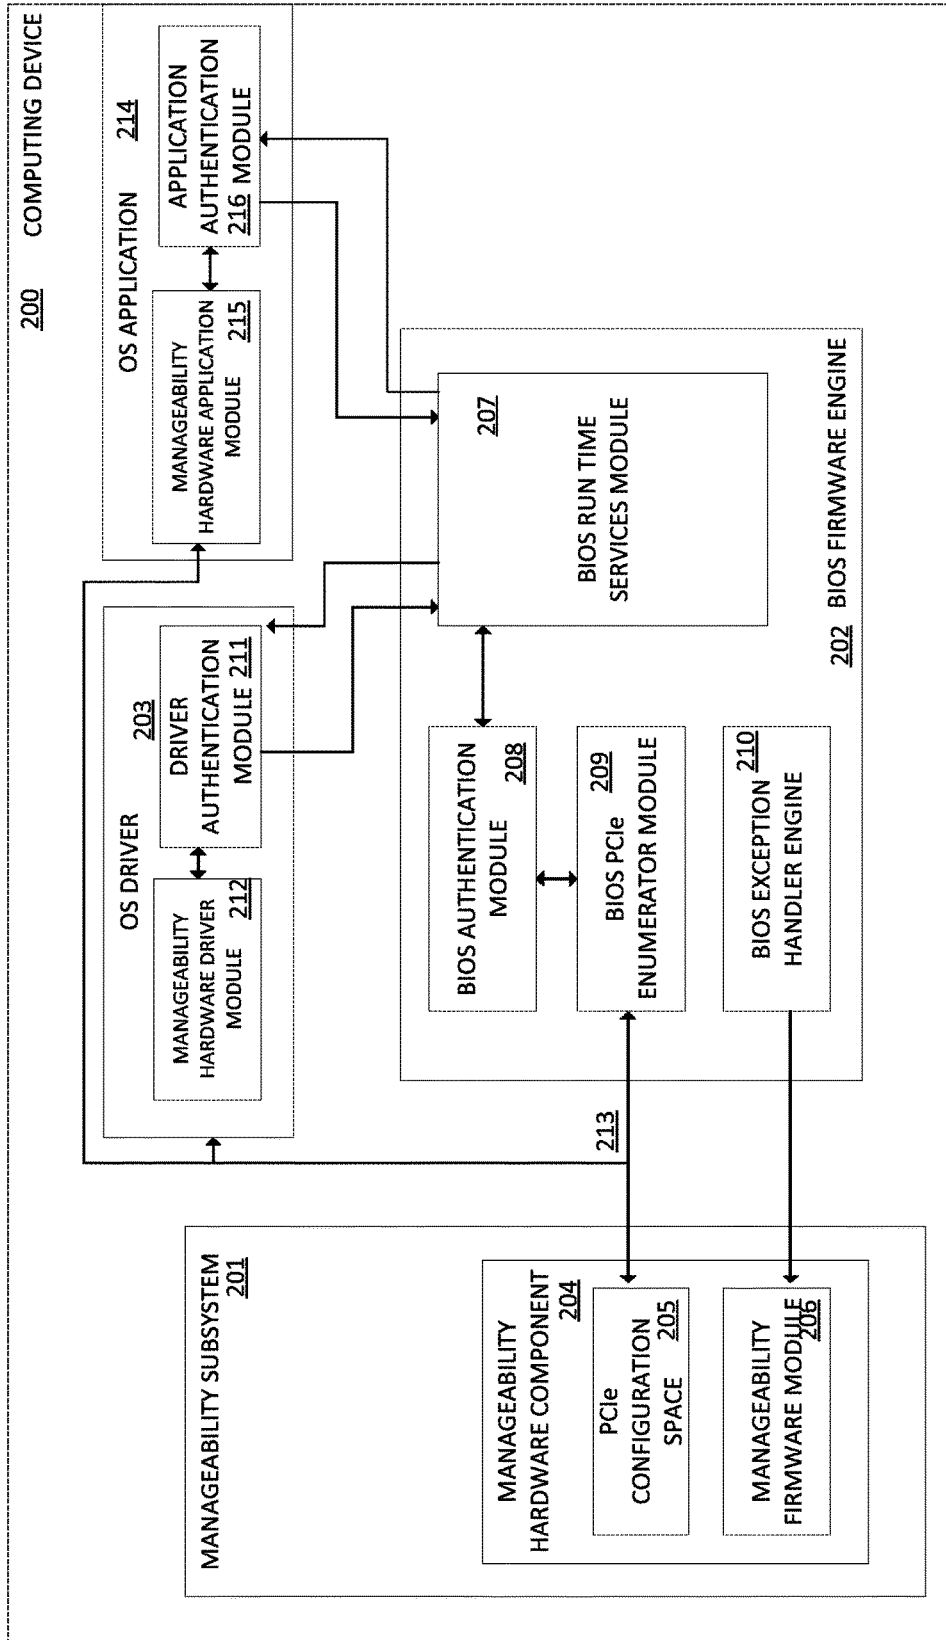 200 COMPUTING DEVICE
MANAGEABILITY SUBSYSTEM
201
MANAGEABILITY
HARDWARE COMPONENT
204
PCIe
CONFIGURATION
SPACE 205
MANAGEABILITY
FIRMWARE MODULE
206
213
OS DRIVER
203
MANAGEABILITY
HARDWARE DRIVER
MODULE 212
DRIVER
AUTHENTICATION
MODULE 211
OS APPLICATION 214
MANAGEABILITY
HARDWARE APPLICATION
MODULE 215
APPLICATION
AUTHENTICATION
216 MODULE
BIOS AUTHENTICATION
MODULE 208
BIOS PCIe 209
ENUMERATOR MODULE
210
BIOS EXCEPTION
HANDLER ENGINE
207
BIOS RUN TIME
SERVICES MODULE
202 BIOS FIRMWARE ENGINE